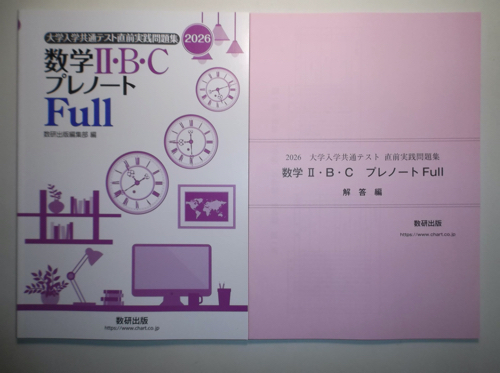 大学入学共通テスト直前実践問題集 2026
数学Ⅱ・B・C
プレノート
Full
数研出版編集部 編
数研出版
https://www.chart.co.jp
2026 大学入学共通テスト 直前実践問題集
数学 Ⅱ・B・C プレノート Full
解答編
数研出版
https://www.chart.co.jp